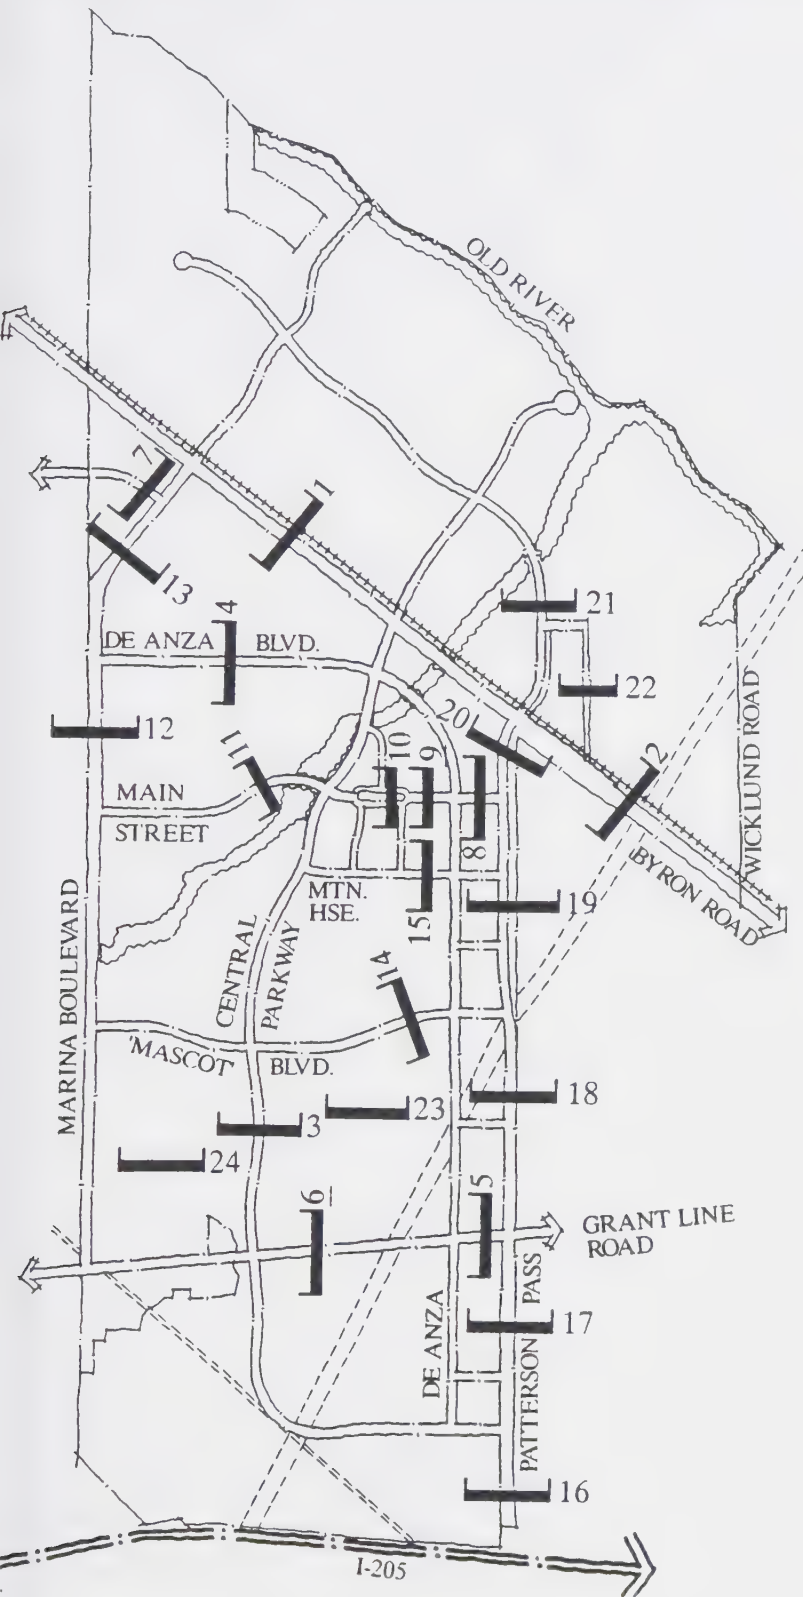 OLD RIVER
7
1
13
4
21
DE ANZA BLVD.
22
20
12
11
10
9
2
WICKLUND ROAD
MAIN
STREET
8
BYRON ROAD
MTN.
HSE.
15
19
MARINA BOULEVARD
CENTRAL
PARKWAY
14
'MASCOT' BLVD.
18
23
3
24
6
5
GRANT LINE
ROAD
DE ANZA
PATTERSON PASS
17
16
I-205